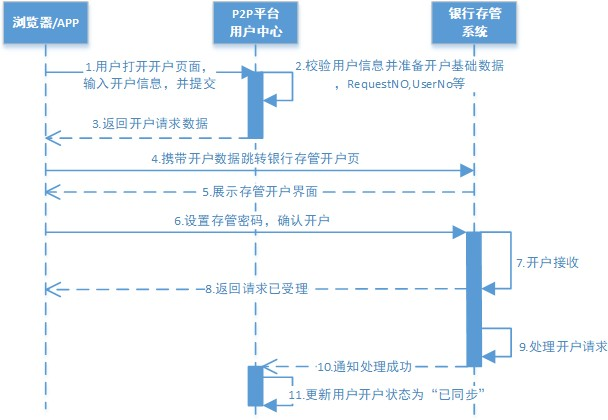 浏览器/APP
P2P平台
用户中心
银行存管
系统
1.用户打开开户页面，
输入开户信息，并提交
2.校验用户信息并准备开户基础数据
，RequestNO,UserNo等
3.返回开户请求数据
4.携带开户数据跳转银行存管开户页
5.展示存管开户界面
6.设置存管密码，确认开户
7.开户接收
8.返回请求已受理
9.处理开户请求
10.通知处理成功
11.更新用户开户状态为“已同步”